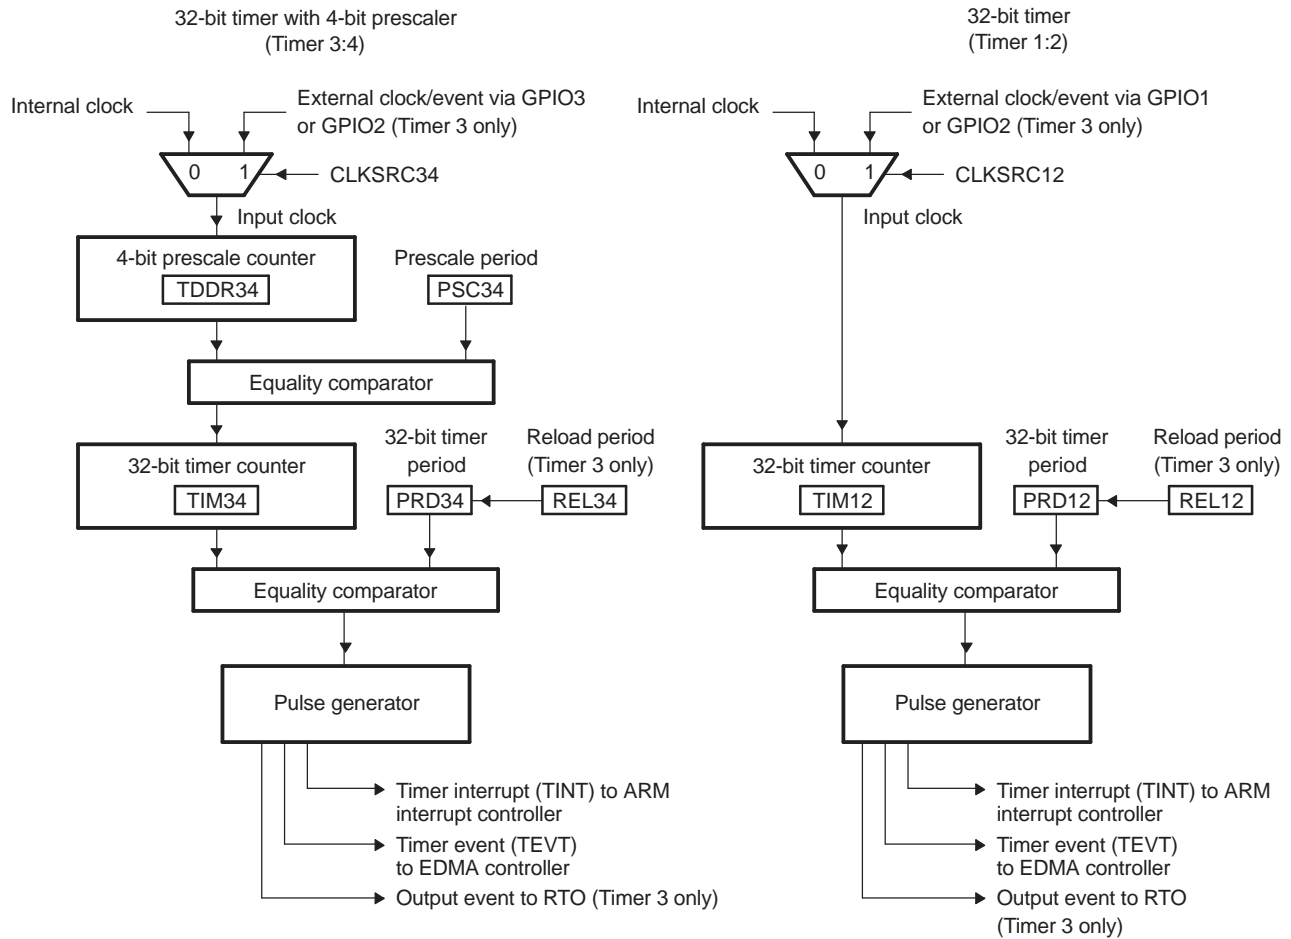 32-bit timer with 4-bit prescaler
(Timer 3:4)
Internal clock
External clock/event via GPIO3
or GPIO2 (Timer 3 only)
0
1
CLKSRC34
Input clock
4-bit prescale counter
TDDR34
Prescale period
PSC34
Equality comparator
32-bit timer counter
TIM34
32-bit timer
period
PRD34
Reload period
(Timer 3 only)
REL34
Equality comparator
Pulse generator
Timer interrupt (TINT) to ARM
interrupt controller
Timer event (TEVT)
to EDMA controller
Output event to RTO (Timer 3 only)
32-bit timer
(Timer 1:2)
Internal clock
External clock/event via GPIO1
or GPIO2 (Timer 3 only)
0
1
CLKSRC12
Input clock
32-bit timer counter
TIM12
32-bit timer
period
PRD12
Reload period
(Timer 3 only)
REL12
Equality comparator
Pulse generator
Timer interrupt (TINT) to ARM
interrupt controller
Timer event (TEVT)
to EDMA controller
Output event to RTO
(Timer 3 only)